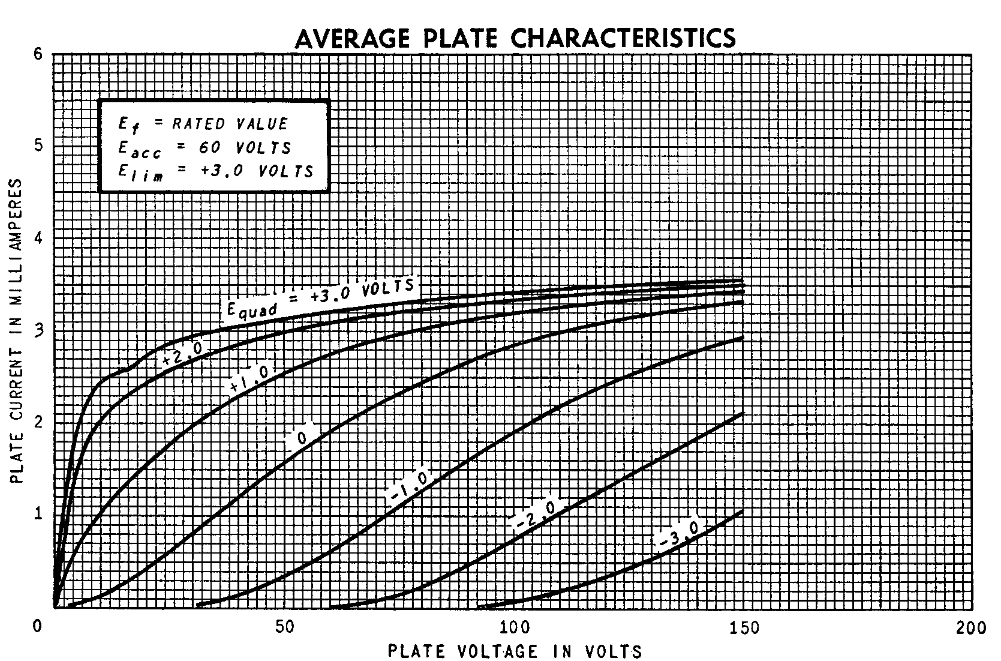 AVERAGE PLATE CHARACTERISTICS
6
5
4
3
2
1
0
50
100
150
200
PLATE CURRENT IN MILLIAMPERES
PLATE VOLTAGE IN VOLTS
Ef = RATED VALUE
Eacc = 60 VOLTS
Elim = +3.0 VOLTS
Equad = +3.0 VOLTS
+2.0
+1.0
0
-1.0
-2.0
-3.0